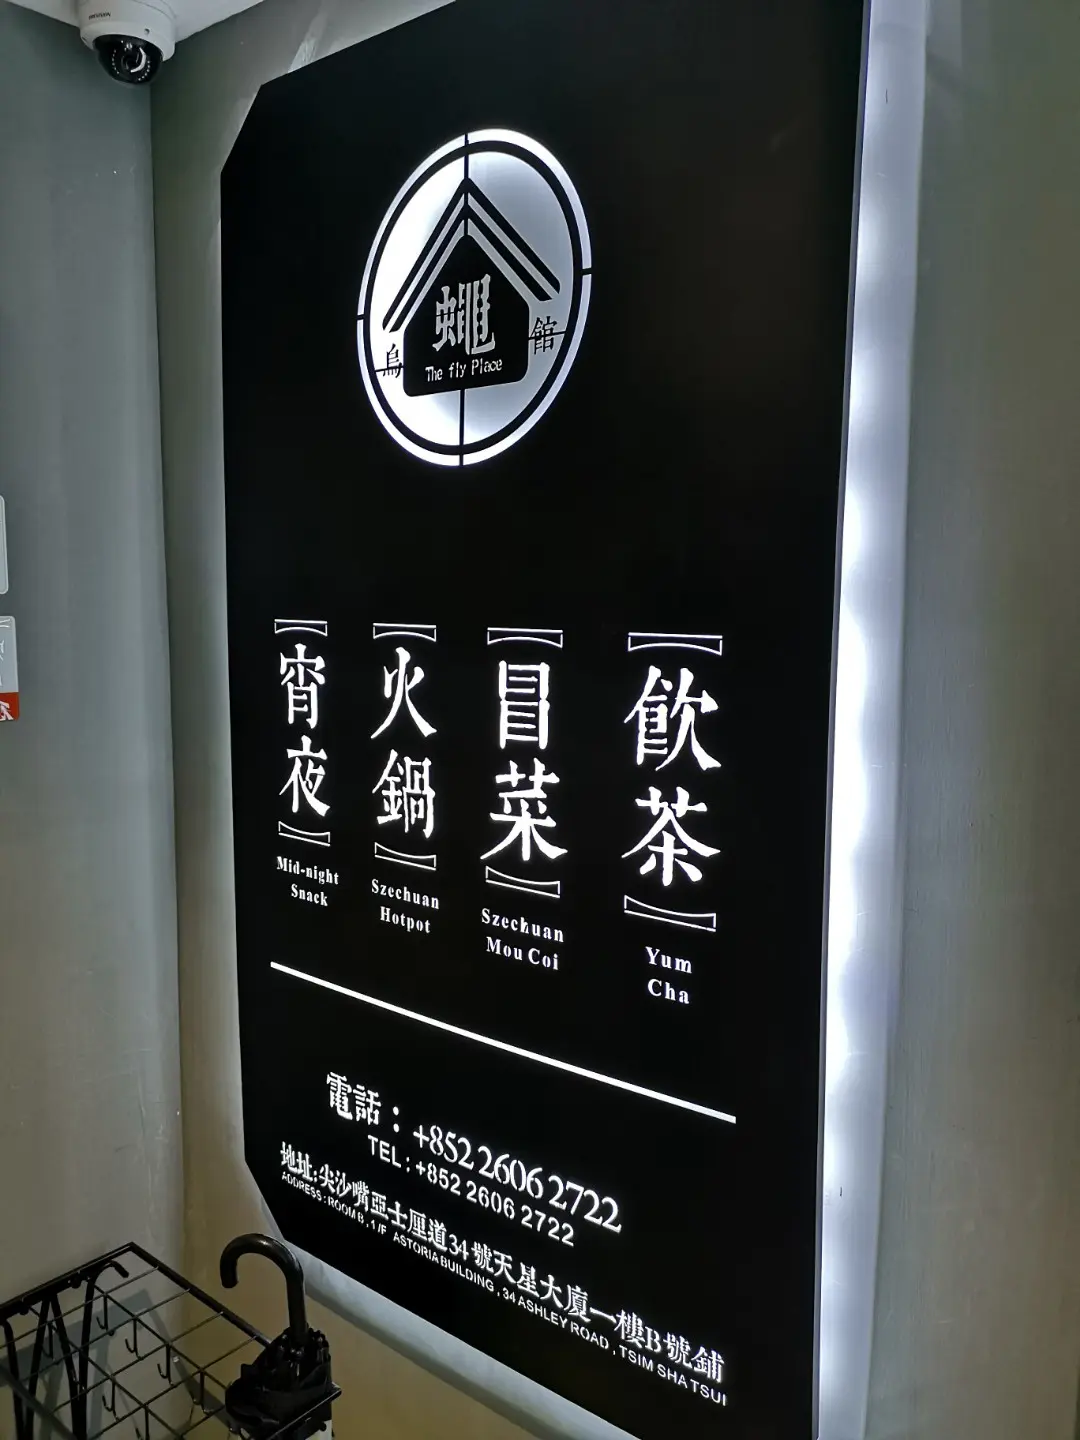 烏蠅館
The fly Place
宵夜
Mid-night
Snack
火鍋
Szechuan
Hotpot
冒菜
Szechuan
Mou Coi
飲茶
Yum
Cha
電話：+852 2606 2722
TEL：+852 2606 2722
地址:尖沙嘴亞士厘道34號天星大廈一樓B號鋪
ADDRESS：ROOM B , 1/F ASTORIA BUILDING , 34 ASHLEY ROAD , TSIM SHA TSUI